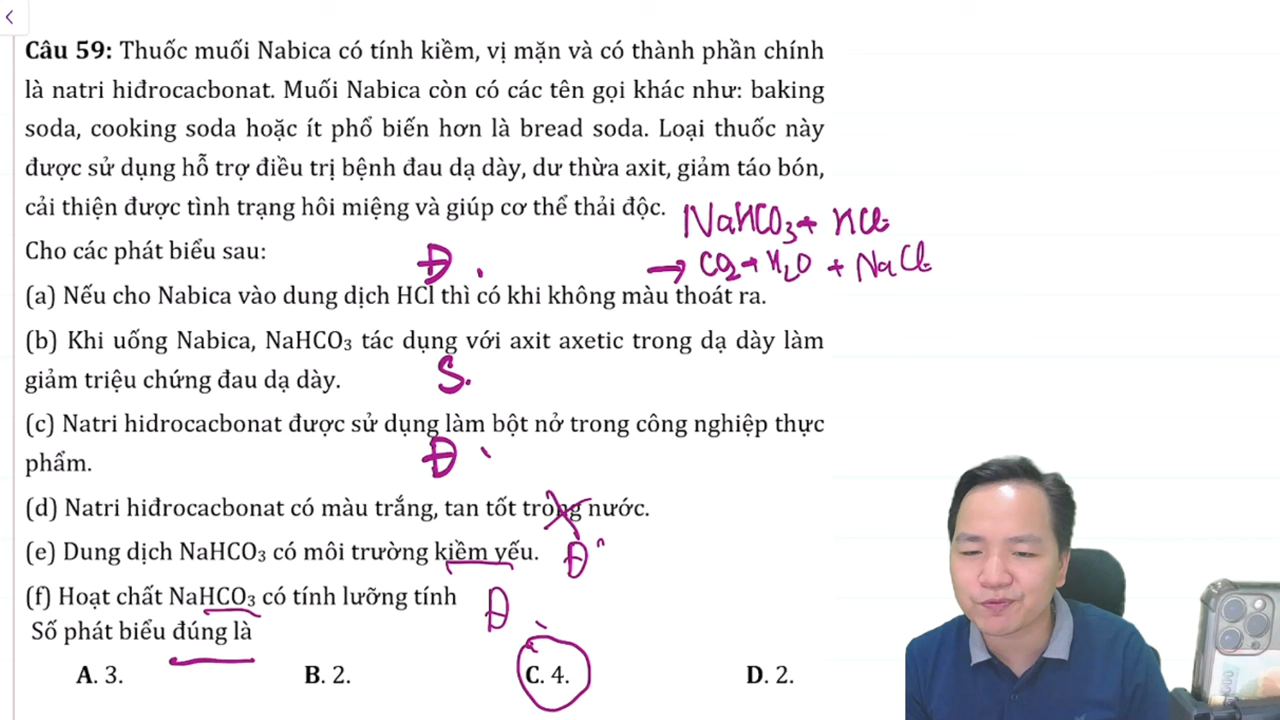 Câu 59: Thuốc muối Nabica có tính kiềm, vị mặn và có thành phần chính
là natri hiđrocacbonat. Muối Nabica còn có các tên gọi khác như: baking
soda, cooking soda hoặc ít phổ biến hơn là bread soda. Loại thuốc này
được sử dụng hỗ trợ điều trị bệnh đau dạ dày, dư thừa axit, giảm táo bón,
cải thiện được tình trạng hôi miệng và giúp cơ thể thải độc.
NaHCO₃ + HCl
Cho các phát biểu sau:
Đ
→ CO₂ + H₂O + NaCl
(a) Nếu cho Nabica vào dung dịch HCl thì có khi không màu thoát ra.
(b) Khi uống Nabica, NaHCO₃ tác dụng với axit axetic trong dạ dày làm
giảm triệu chứng đau dạ dày.
S.
(c) Natri hidrocacbonat được sử dụng làm bột nở trong công nghiệp thực
phẩm.
Đ
(d) Natri hiđrocacbonat có màu trắng, tan tốt trong nước.
(e) Dung dịch NaHCO₃ có môi trường kiềm yếu.
Đ
(f) Hoạt chất NaHCO₃ có tính lưỡng tính
Đ
Số phát biểu đúng là
A. 3. B. 2. C. 4. D. 2.